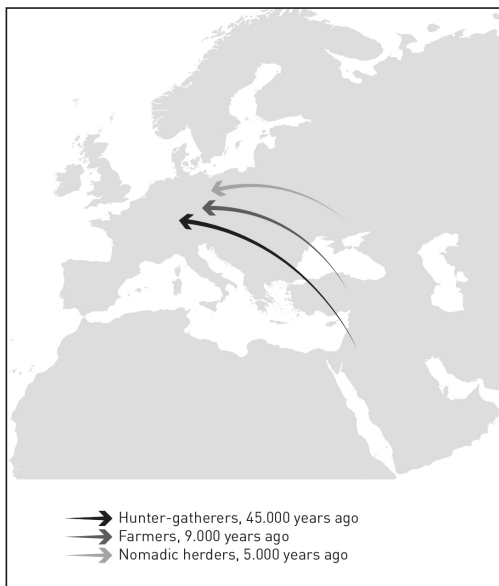 Hunter-gatherers, 45.000 years ago
Farmers, 9.000 years ago
Nomadic herders, 5.000 years ago